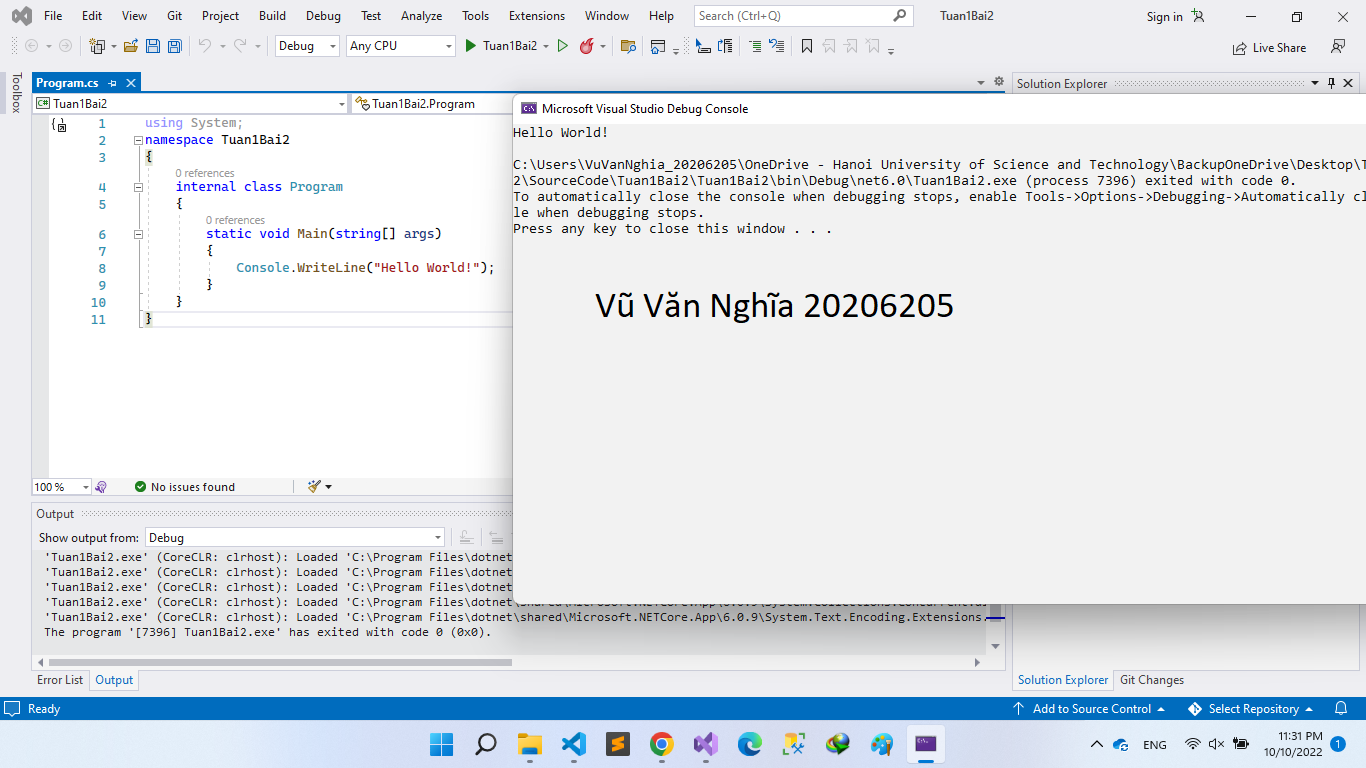 File Edit View Git Project Build Debug Test Analyze Tools Extensions Window Help Search (Ctrl+Q) Tuan1Bai2 Sign in
Debug Any CPU Tuan1Bai2 Live Share
Toolbox
Program.cs
Solution Explorer
Tuan1Bai2 Tuan1Bai2.Program
1 using System;
2 namespace Tuan1Bai2
3 {
0 references
4 internal class Program
5 {
0 references
6 static void Main(string[] args)
7 {
8 Console.WriteLine("Hello World!");
9 }
10 }
11 }
Microsoft Visual Studio Debug Console
Hello World!
C:\Users\VuVanNghia_20206205\OneDrive - Hanoi University of Science and Technology\BackupOneDrive\Desktop\T
2\SourceCode\Tuan1Bai2\Tuan1Bai2\bin\Debug\net6.0\Tuan1Bai2.exe (process 7396) exited with code 0.
To automatically close the console when debugging stops, enable Tools->Options->Debugging->Automatically cl
le when debugging stops.
Press any key to close this window . . .
Vũ Văn Nghĩa 20206205
100 % No issues found
Output
Show output from: Debug
'Tuan1Bai2.exe' (CoreCLR: clrhost): Loaded 'C:\Program Files\dotnet
'Tuan1Bai2.exe' (CoreCLR: clrhost): Loaded 'C:\Program Files\dotnet
'Tuan1Bai2.exe' (CoreCLR: clrhost): Loaded 'C:\Program Files\dotnet
'Tuan1Bai2.exe' (CoreCLR: clrhost): Loaded 'C:\Program Files\dotnet\shared\Microsoft.NETCore.App\6.0.9\System.Collections.Concurrent.d
'Tuan1Bai2.exe' (CoreCLR: clrhost): Loaded 'C:\Program Files\dotnet\shared\Microsoft.NETCore.App\6.0.9\System.Text.Encoding.Extensions.
The program '[7396] Tuan1Bai2.exe' has exited with code 0 (0x0).
Error List Output
Solution Explorer Git Changes
Ready Add to Source Control Select Repository
ENG
11:31 PM
10/10/2022
1